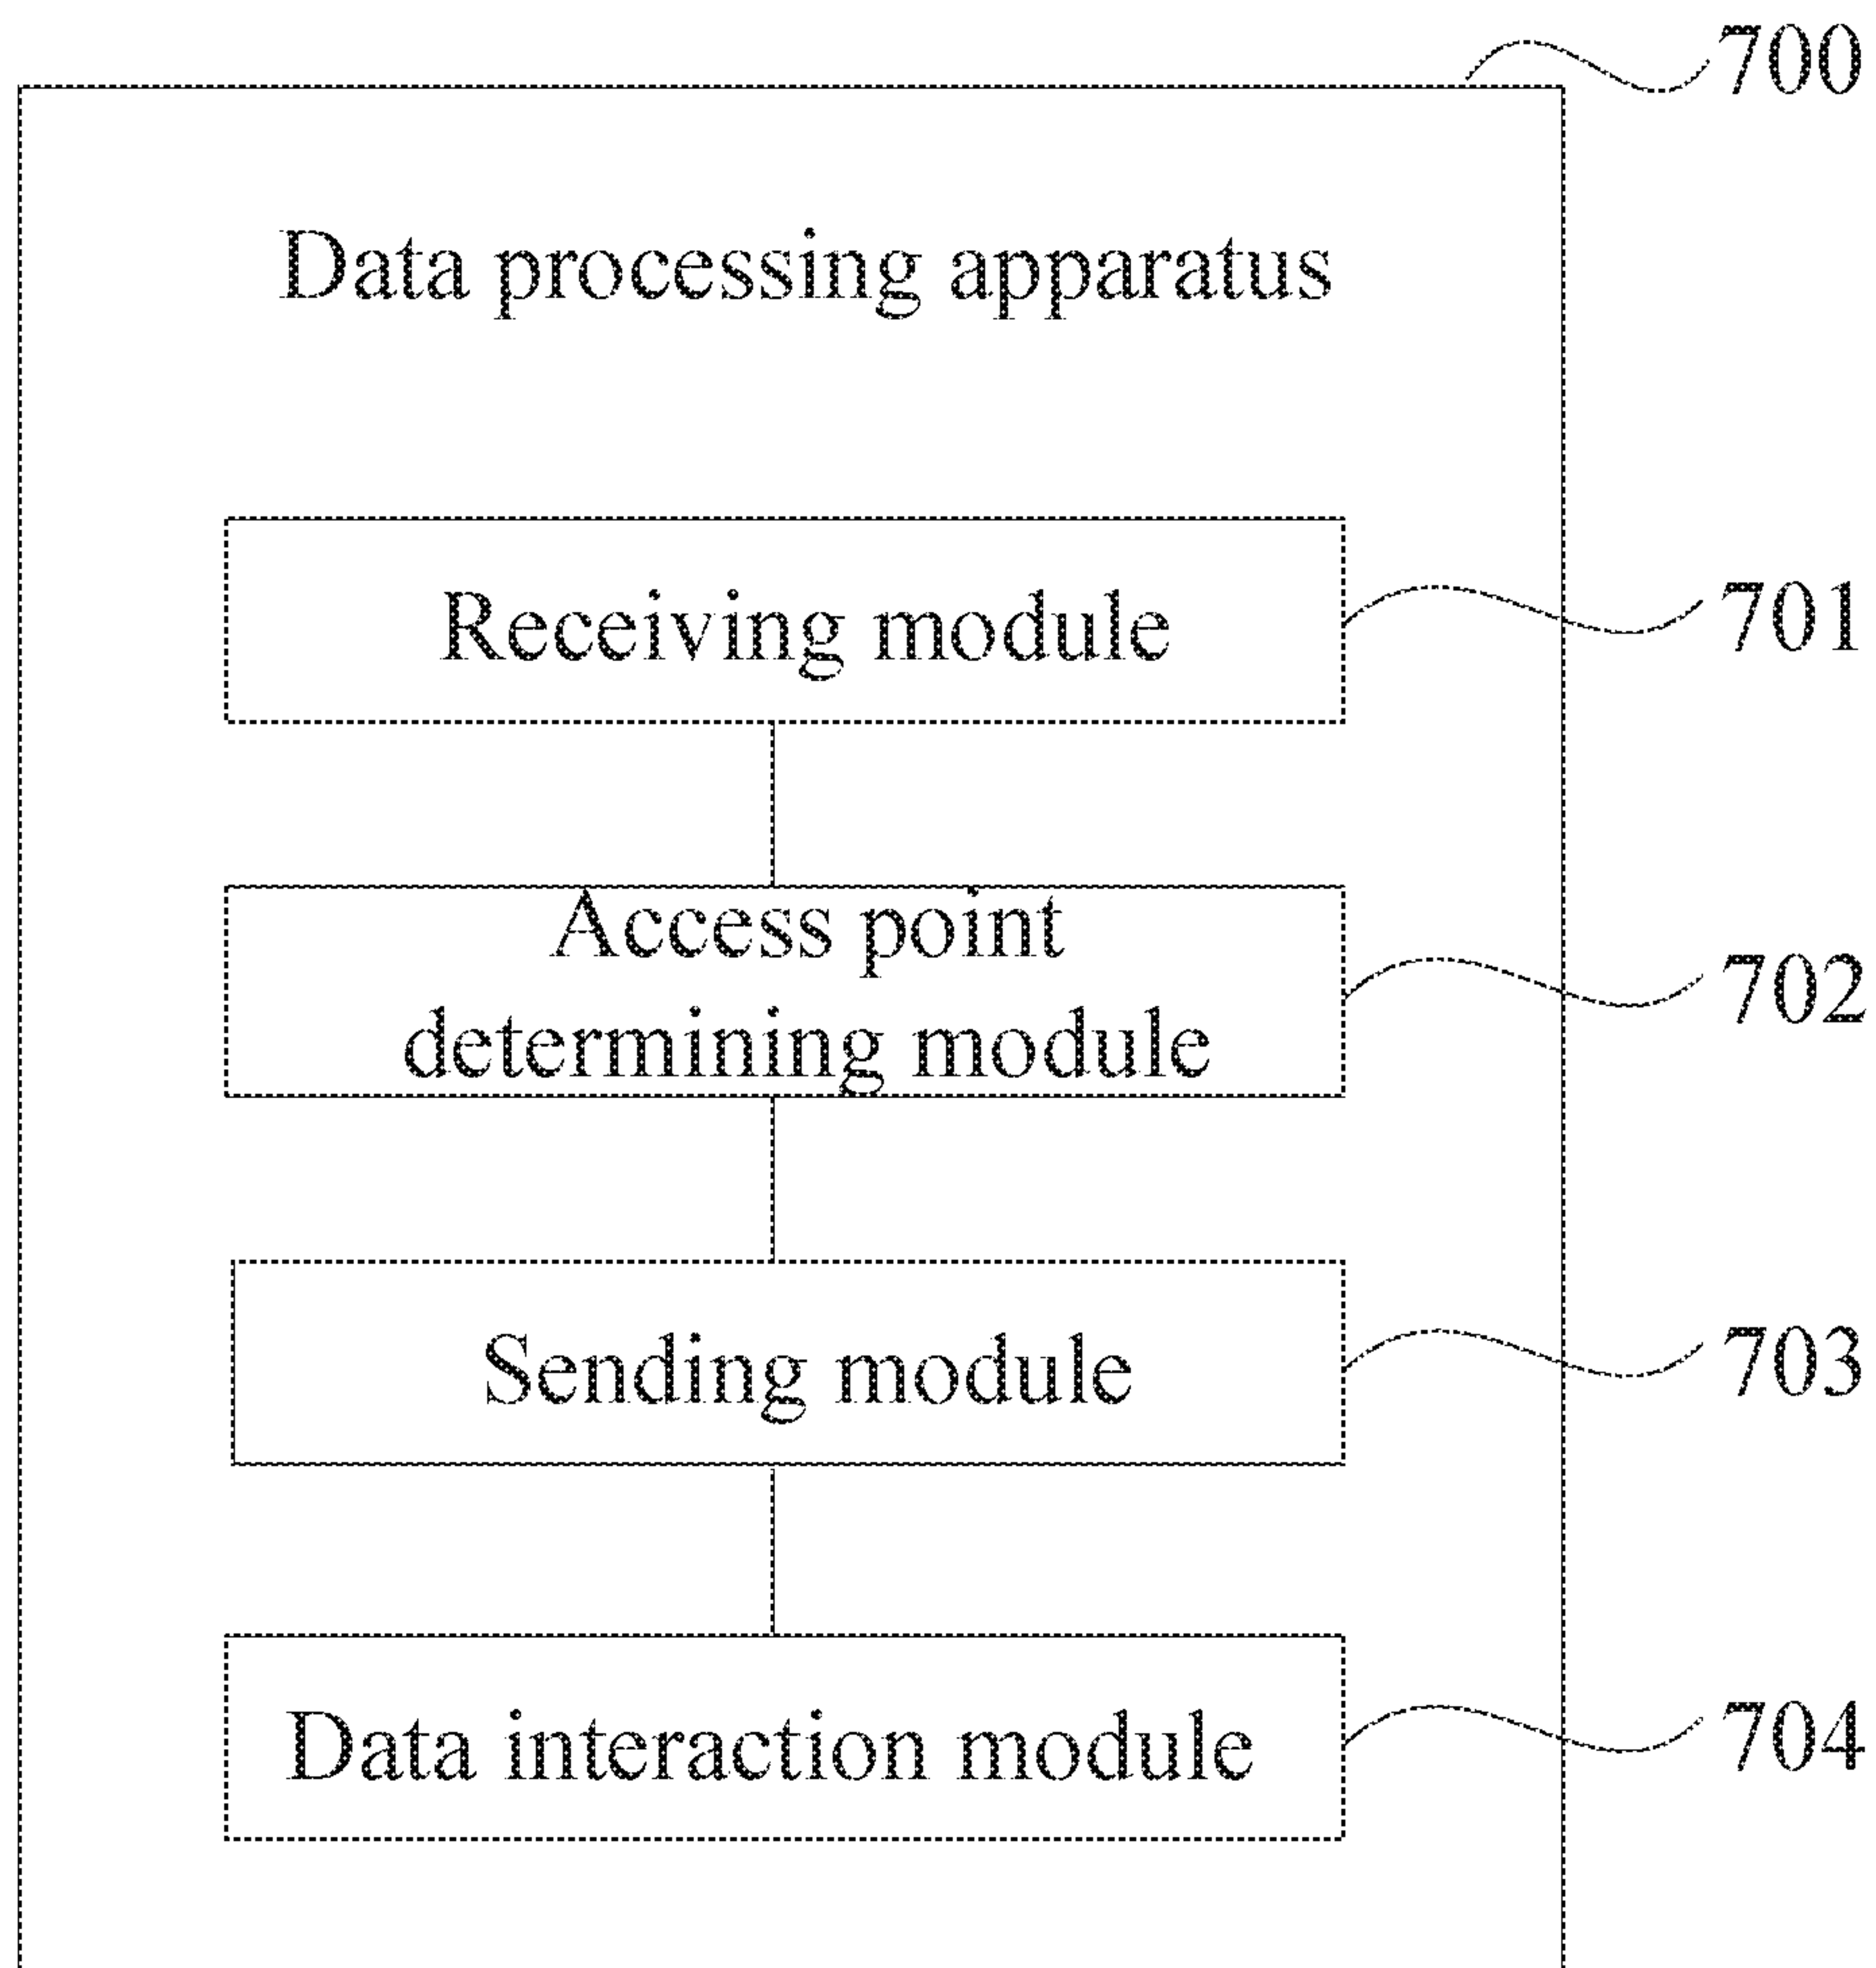 700
Data processing apparatus
Receiving module
701
Access point
determining module
702
Sending module
703
Data interaction module
704